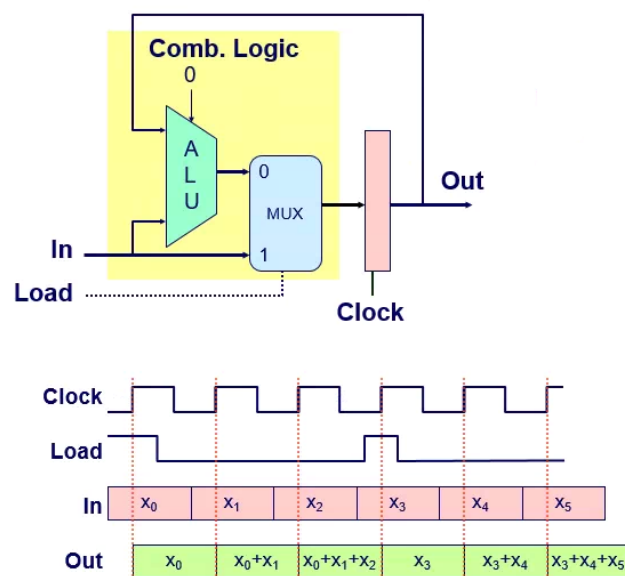 Comb. Logic
0
A
L
U
0
MUX
1
In
Load
Out
Clock
Clock
Load
In x₀ x₁ x₂ x₃ x₄ x₅
Out x₀ x₀+x₁ x₀+x₁+x₂ x₃ x₃+x₄ x₃+x₄+x₅